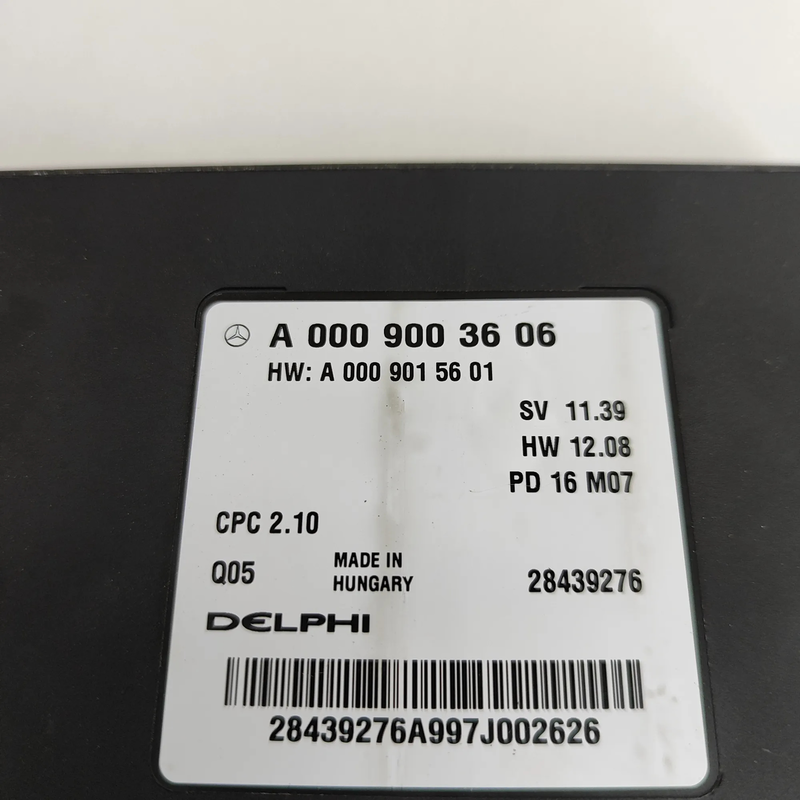 A 000 900 36 06
HW: A 000 901 56 01
SV 11.39
HW 12.08
PD 16 M07
CPC 2.10
Q05
MADE IN
HUNGARY
28439276
DELPHI
28439276A997J002626